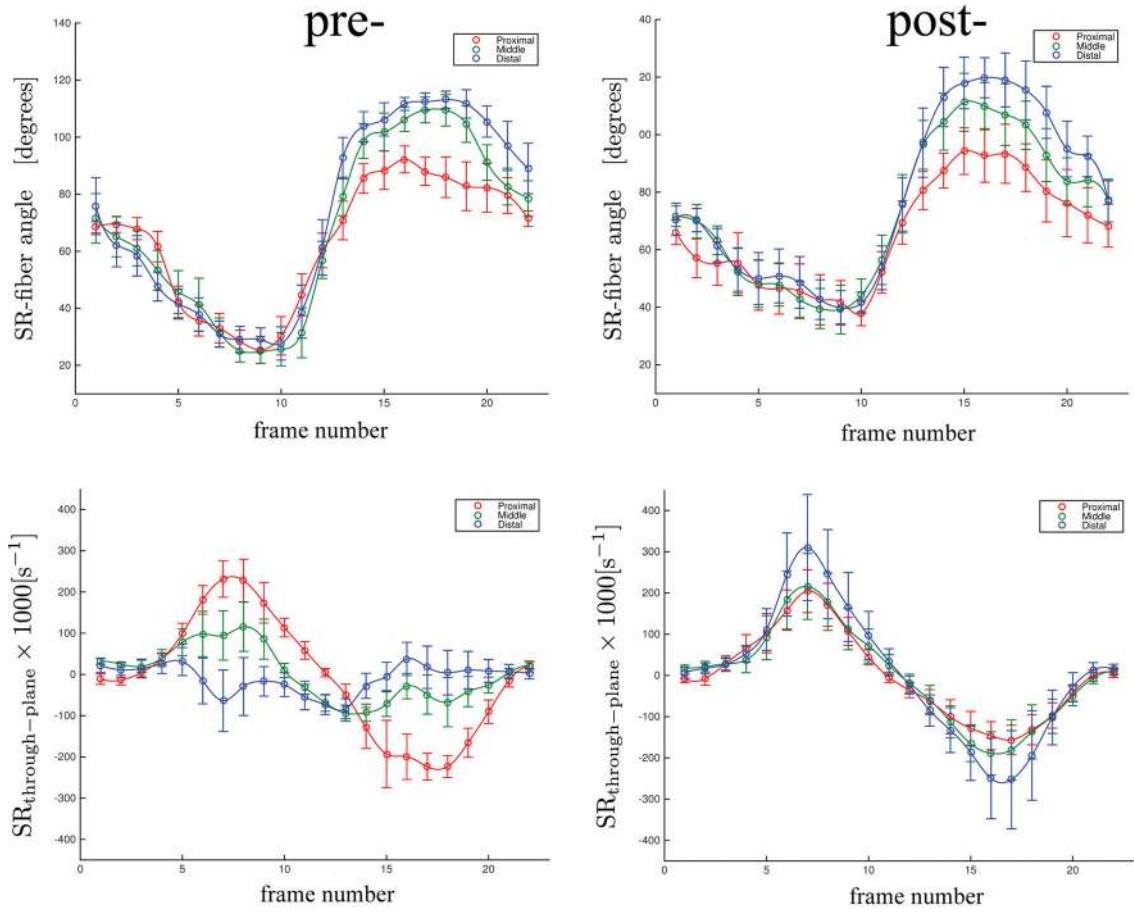 pre-
post-
140
120
100
80
60
40
20
SR-fiber angle [degrees]
Proximal
Middle
Distal
0
5
10
15
20
frame number
20
00
80
60
40
20
SR-fiber angle [degrees]
Proximal
Middle
Distal
0
5
10
15
20
frame number
400
300
200
100
0
-100
-200
-300
-400
SRthrough−plane × 1000[s−1]
Proximal
Middle
Distal
0
5
10
15
20
frame number
400
300
200
100
0
-100
-200
-300
-400
SRthrough−plane × 1000[s−1]
Proximal
Middle
Distal
0
5
10
15
20
frame number